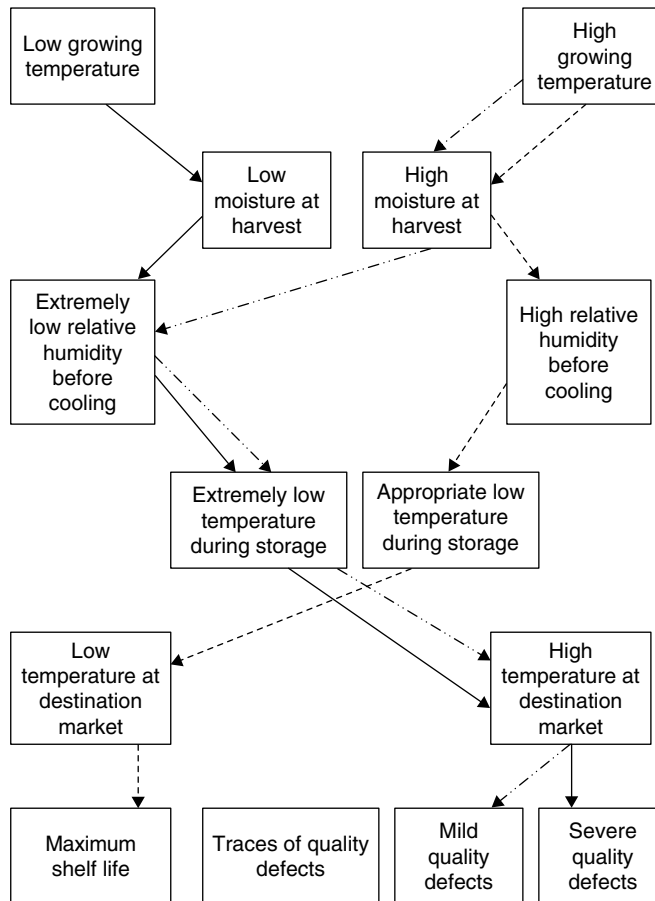 Low growing
temperature
High
growing
temperature
Low
moisture at
harvest
High
moisture at
harvest
Extremely
low relative
humidity
before
cooling
High relative
humidity
before
cooling
Extremely low
temperature
during storage
Appropriate low
temperature
during storage
Low
temperature at
destination
market
High
temperature at
destination
market
Maximum
shelf life
Traces of quality
defects
Mild
quality
defects
Severe
quality
defects